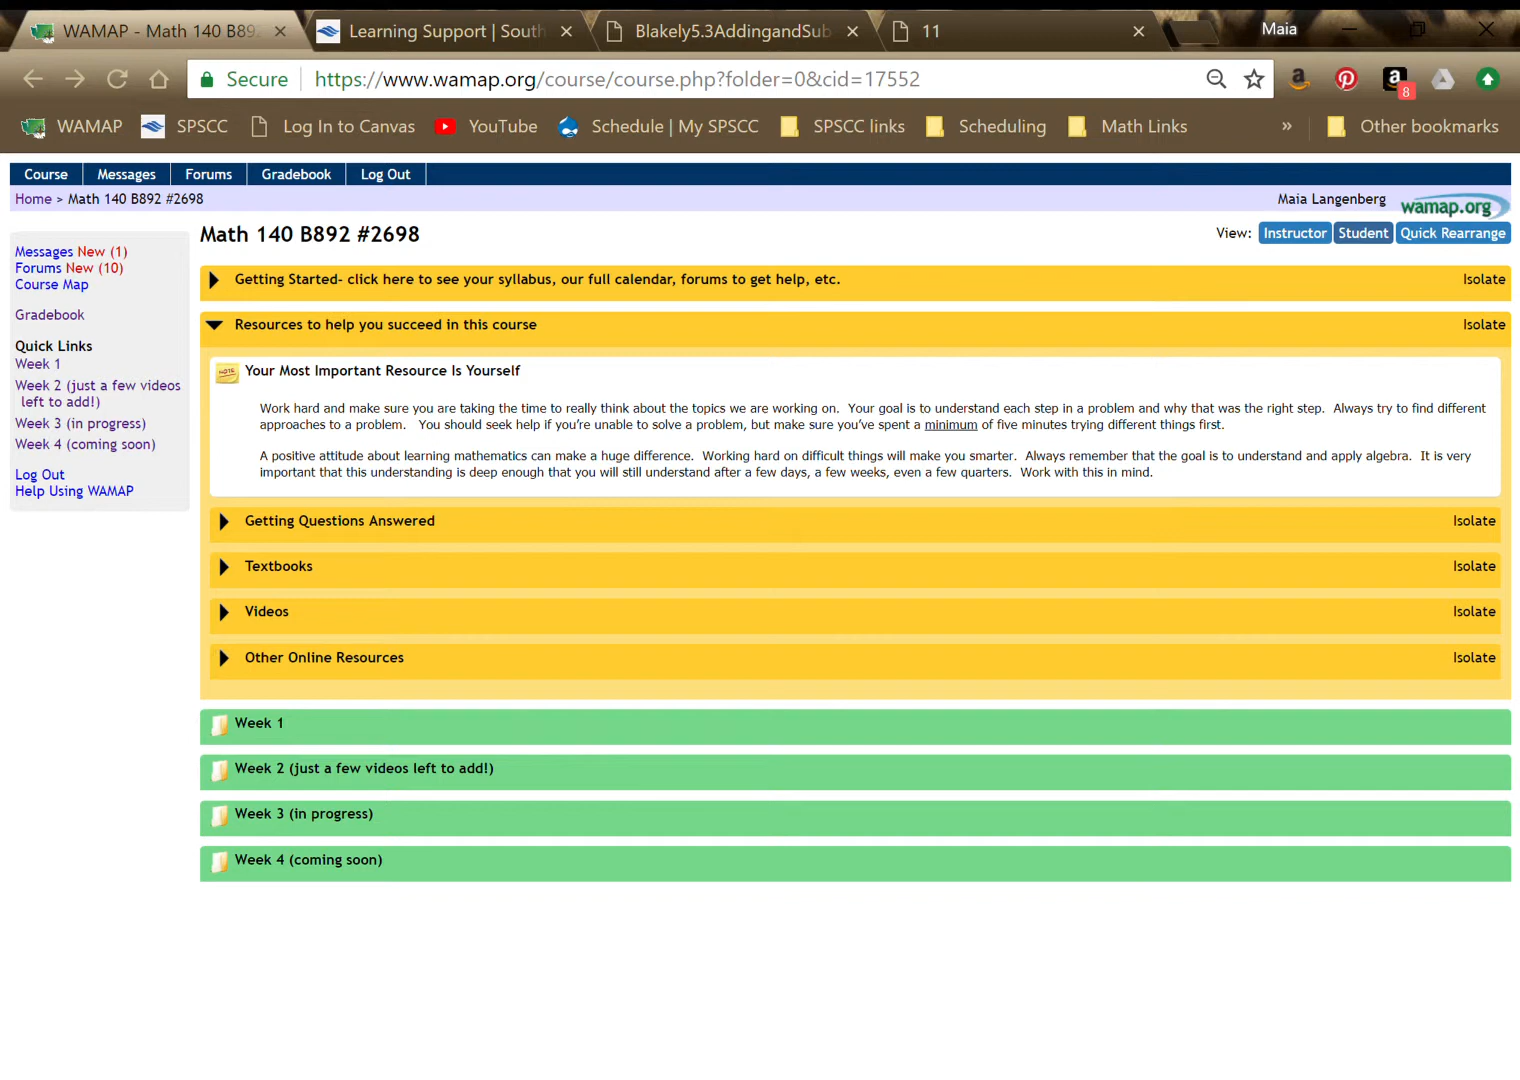 WAMAP - Math 140 B892
Learning Support | South
Blakely5.3AddingandSub
11
Maia
Secure
https://www.wamap.org/course/course.php?folder=0&cid=17552
8
WAMAP
SPSCC
Log In to Canvas
YouTube
Schedule | My SPSCC
SPSCC links
Scheduling
Math Links
»
Other bookmarks
Course
Messages
Forums
Gradebook
Log Out
Home > Math 140 B892 #2698
Maia Langenberg
wamap.org
Messages New (1)
Forums New (10)
Course Map
Gradebook
Quick Links
Week 1
Week 2 (just a few videos
left to add!)
Week 3 (in progress)
Week 4 (coming soon)
Log Out
Help Using WAMAP
Math 140 B892 #2698
View: Instructor Student Quick Rearrange
Getting Started- click here to see your syllabus, our full calendar, forums to get help, etc.
Isolate
Resources to help you succeed in this course
Isolate
NOTE
Your Most Important Resource Is Yourself
Work hard and make sure you are taking the time to really think about the topics we are working on. Your goal is to understand each step in a problem and why that was the right step. Always try to find different
approaches to a problem. You should seek help if you're unable to solve a problem, but make sure you've spent a minimum of five minutes trying different things first.
A positive attitude about learning mathematics can make a huge difference. Working hard on difficult things will make you smarter. Always remember that the goal is to understand and apply algebra. It is very
important that this understanding is deep enough that you will still understand after a few days, a few weeks, even a few quarters. Work with this in mind.
Getting Questions Answered
Isolate
Textbooks
Isolate
Videos
Isolate
Other Online Resources
Isolate
Week 1
Week 2 (just a few videos left to add!)
Week 3 (in progress)
Week 4 (coming soon)